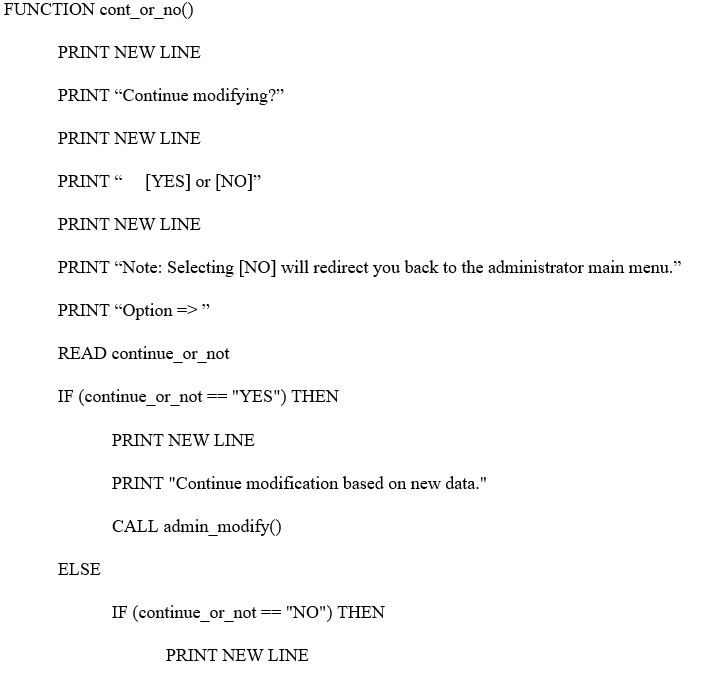 FUNCTION cont_or_no()
PRINT NEW LINE
PRINT “Continue modifying?”
PRINT NEW LINE
PRINT “     [YES] or [NO]”
PRINT NEW LINE
PRINT “Note: Selecting [NO] will redirect you back to the administrator main menu.”
PRINT “Option => ”
READ continue_or_not
IF (continue_or_not == "YES") THEN
PRINT NEW LINE
PRINT "Continue modification based on new data."
CALL admin_modify()
ELSE
IF (continue_or_not == "NO") THEN
PRINT NEW LINE